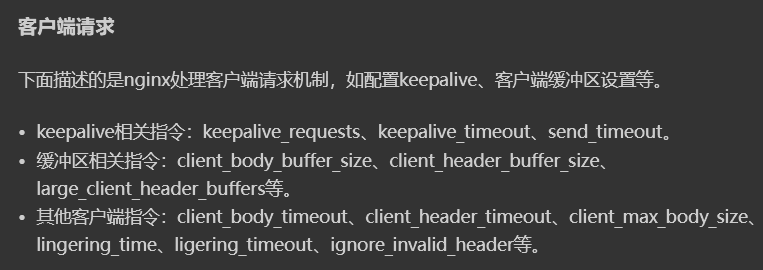 客户端请求
下面描述的是nginx处理客户端请求机制，如配置keepalive、客户端缓冲区设置等。
• keepalive相关指令：keepalive_requests、keepalive_timeout、send_timeout。
• 缓冲区相关指令：client_body_buffer_size、client_header_buffer_size、
large_client_header_buffers等。
• 其他客户端指令：client_body_timeout、client_header_timeout、client_max_body_size、
lingering_time、ligering_timeout、ignore_invalid_header等。